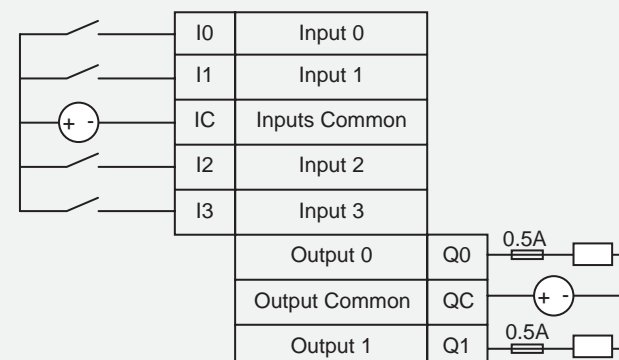 I0 Input 0
I1 Input 1
+ - IC Inputs Common
I2 Input 2
I3 Input 3
Output 0 Q0 0.5A
Output Common QC + -
Output 1 Q1 0.5A